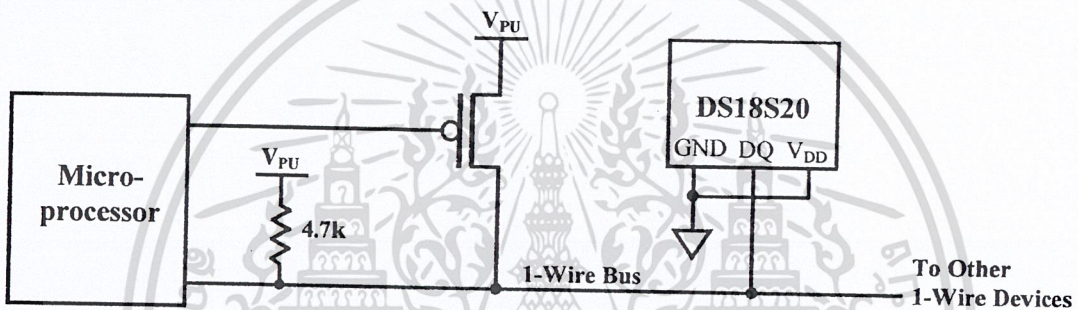 V_PU
DS18S20
GND DQ V_DD
Micro-
processor
V_PU
4.7k
1-Wire Bus
To Other
1-Wire Devices